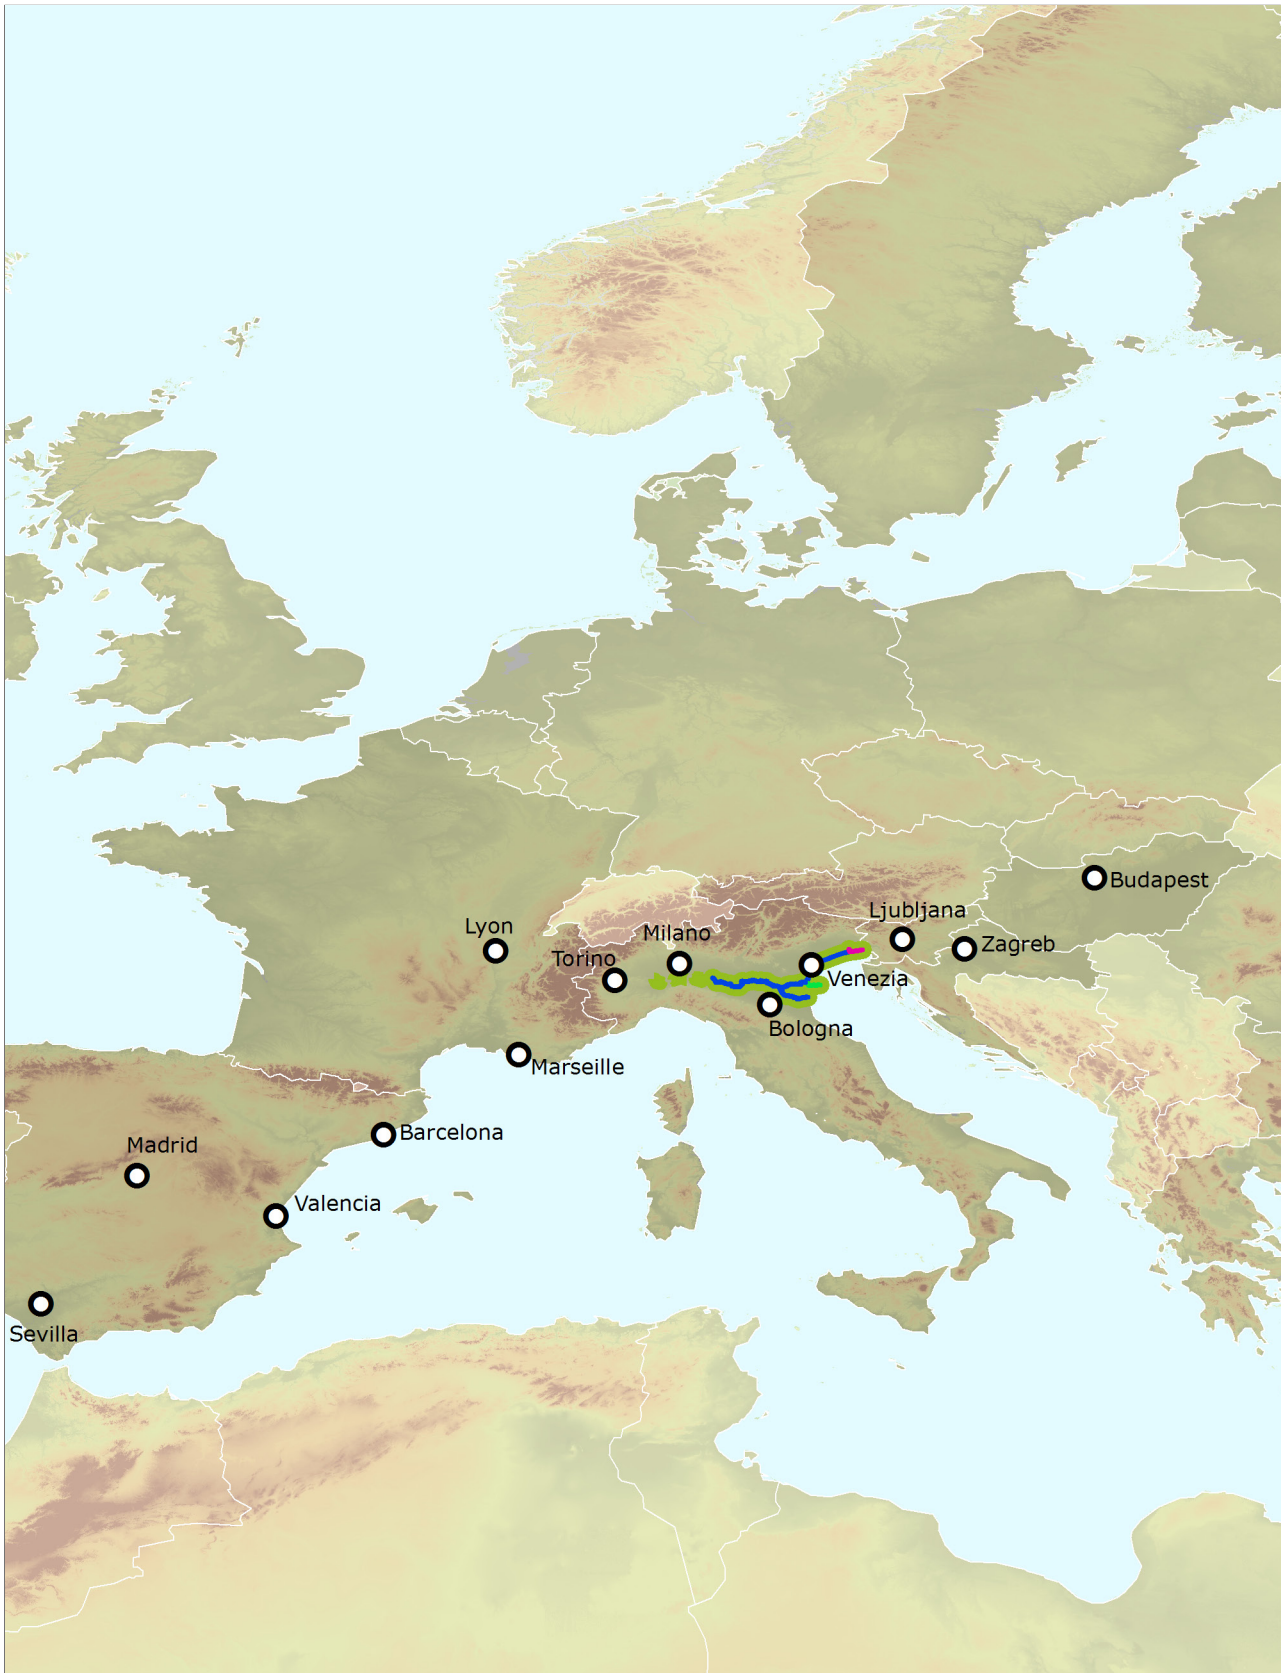 Budapest
Ljubljana
Lyon
Milano
Zagreb
Torino
Venezia
Bologna
Marseille
Barcelona
Madrid
Valencia
Sevilla